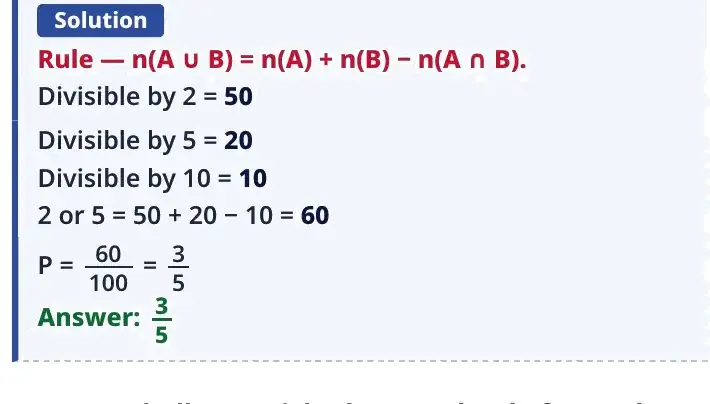 Solution
Rule — n(A ∪ B) = n(A) + n(B) − n(A ∩ B).
Divisible by 2 = 50
Divisible by 5 = 20
Divisible by 10 = 10
2 or 5 = 50 + 20 − 10 = 60
P = 60/100 = 3/5
Answer: 3/5